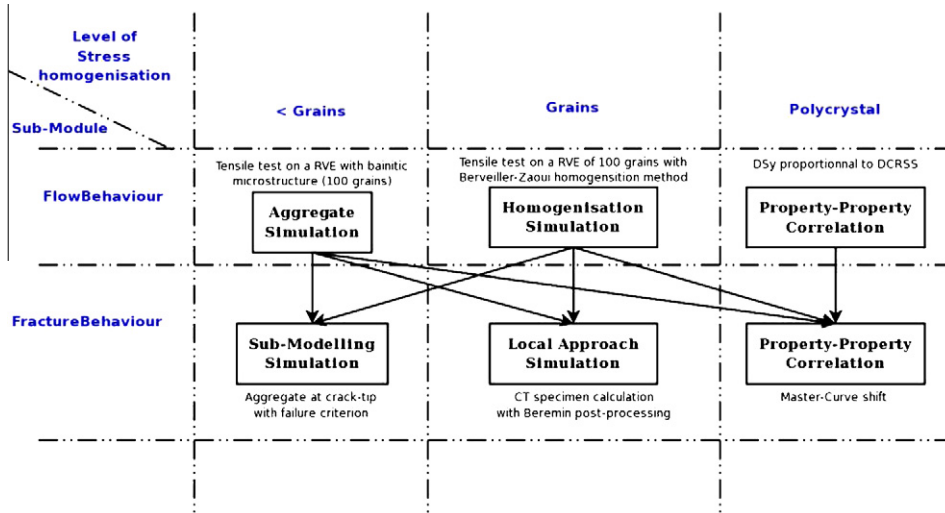 Level of
Stress
homogenisation
Sub-Module
< Grains
Grains
Polycrystal
FlowBehaviour
Tensile test on a RVE with bainitic
microstructure (100 grains)
Aggregate
Simulation
Tensile test on a RVE of 100 grains with
Berveiller-Zaoui homogensition method
Homogenisation
Simulation
DSy proportionnal to DCRSS
Property-Property
Correlation
FractureBehaviour
Sub-Modelling
Simulation
Aggregate at crack-tip
with failure criterion
Local Approach
Simulation
CT specimen calculation
with Beremin post-processing
Property-Property
Correlation
Master-Curve shift